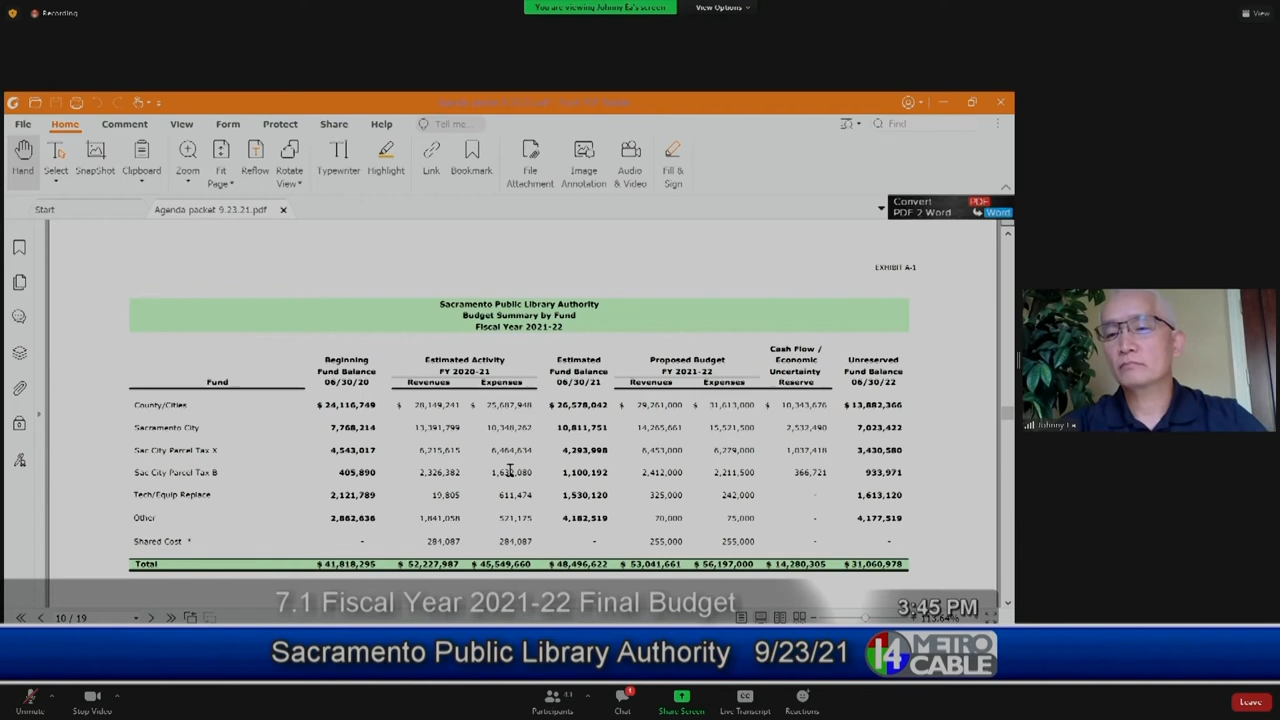 Recording
You are viewing Johnny Ea's screen
View Options
View
File Home Comment View Form Protect Share Help Tell me... Find
Hand Select SnapShot Clipboard Zoom Fit Page Reflow Rotate View Typewriter Highlight Link Bookmark File Attachment Image Annotation Audio & Video Fill & Sign
Start Agenda packet 9.23.21.pdf
Convert PDF
PDF 2 Word Word
EXHIBIT A-1
Sacramento Public Library Authority
Budget Summary by Fund
Fiscal Year 2021-22
Cash Flow /
Beginning Estimated Activity Estimated Proposed Budget Economic Unreserved
Fund Balance FY 2020-21 Fund Balance FY 2021-22 Uncertainty Fund Balance
Fund 06/30/20 Revenues Expenses 06/30/21 Revenues Expenses Reserve 06/30/22
County/Cities $ 24,116,749 $ 28,149,241 $ 25,687,948 $ 26,578,042 $ 29,261,000 $ 31,613,000 $ 10,343,676 $ 13,882,366
Sacramento City 7,768,214 13,391,799 10,348,262 10,811,751 14,265,661 15,521,500 2,532,490 7,023,422
Sac City Parcel Tax X 4,543,017 6,215,615 6,464,634 4,293,998 6,453,000 6,279,000 1,037,418 3,430,580
Sac City Parcel Tax B 405,890 2,326,382 1,632,080 1,100,192 2,412,000 2,211,500 366,721 933,971
Tech/Equip Replace 2,121,789 19,805 611,474 1,530,120 325,000 242,000 - 1,613,120
Other 2,862,636 1,841,058 521,175 4,182,519 70,000 75,000 - 4,177,519
Shared Cost * - 284,087 284,087 - 255,000 255,000 - -
Total $ 41,818,295 $ 52,227,987 $ 45,549,660 $ 48,496,622 $ 53,041,661 $ 56,197,000 $ 14,280,305 $ 31,060,978
Johnny Ea
7.1 Fiscal Year 2021-22 Final Budget
3:45 PM
10 / 19
113.64%
Sacramento Public Library Authority 9/23/21
14 METRO CABLE
Unmute Stop Video Participants 43 Chat 1 Share Screen Live Transcript Reactions Leave